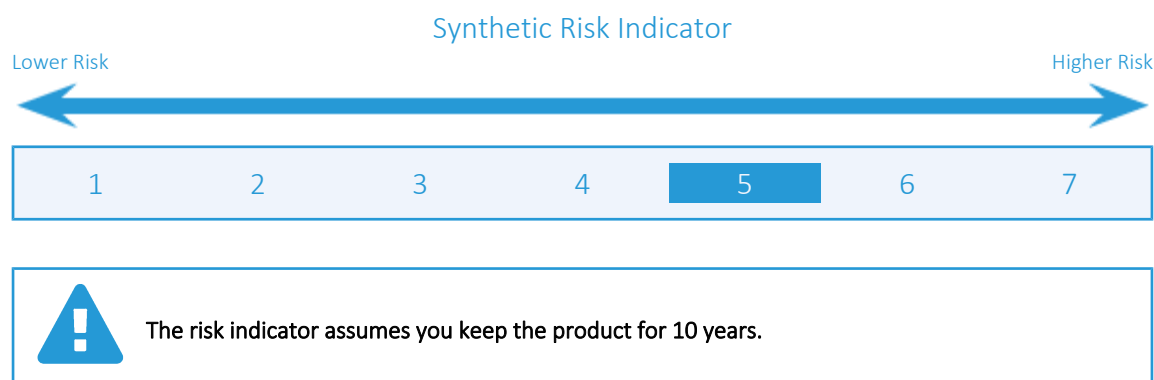 Synthetic Risk Indicator
Lower Risk Higher Risk
1 2 3 4 5 6 7
The risk indicator assumes you keep the product for 10 years.